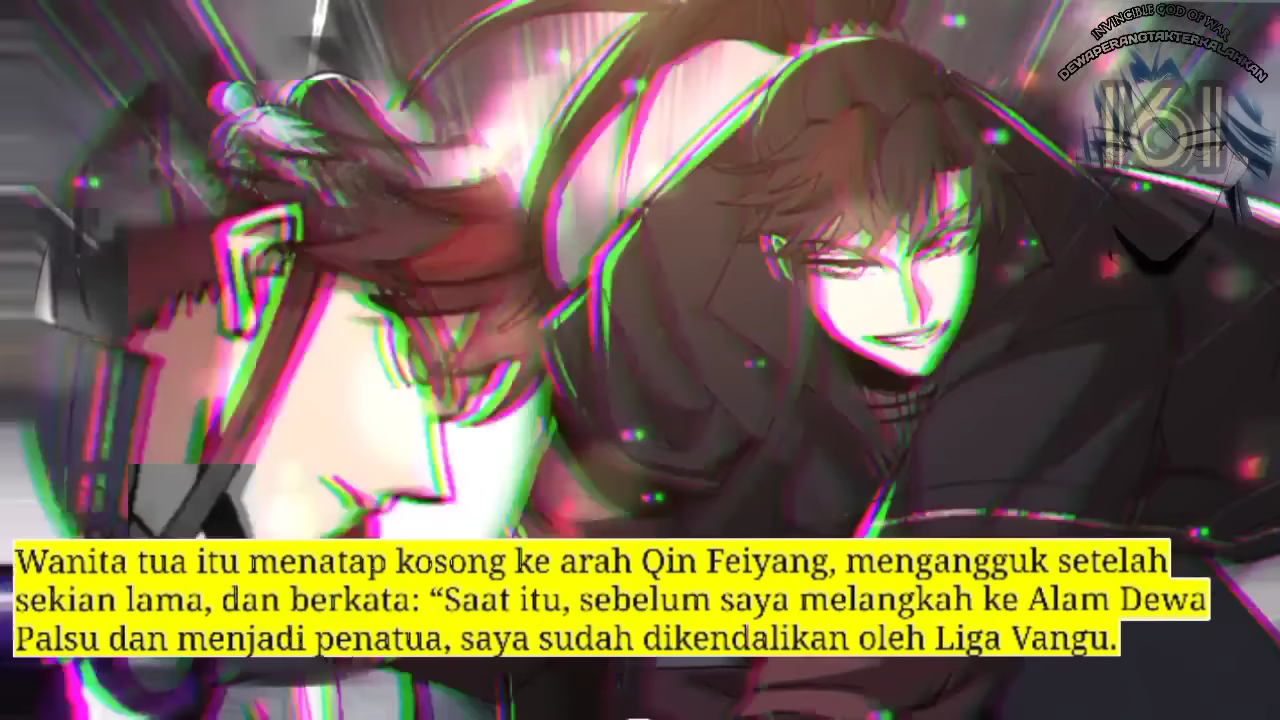 INVINCIBLE GOD OF WAR
DEWAPERANGTAKTERKALAHKAN
161
Wanita tua itu menatap kosong ke arah Qin Feiyang, mengangguk setelah
sekian lama, dan berkata: “Saat itu, sebelum saya melangkah ke Alam Dewa
Palsu dan menjadi penatua, saya sudah dikendalikan oleh Liga Vangu.